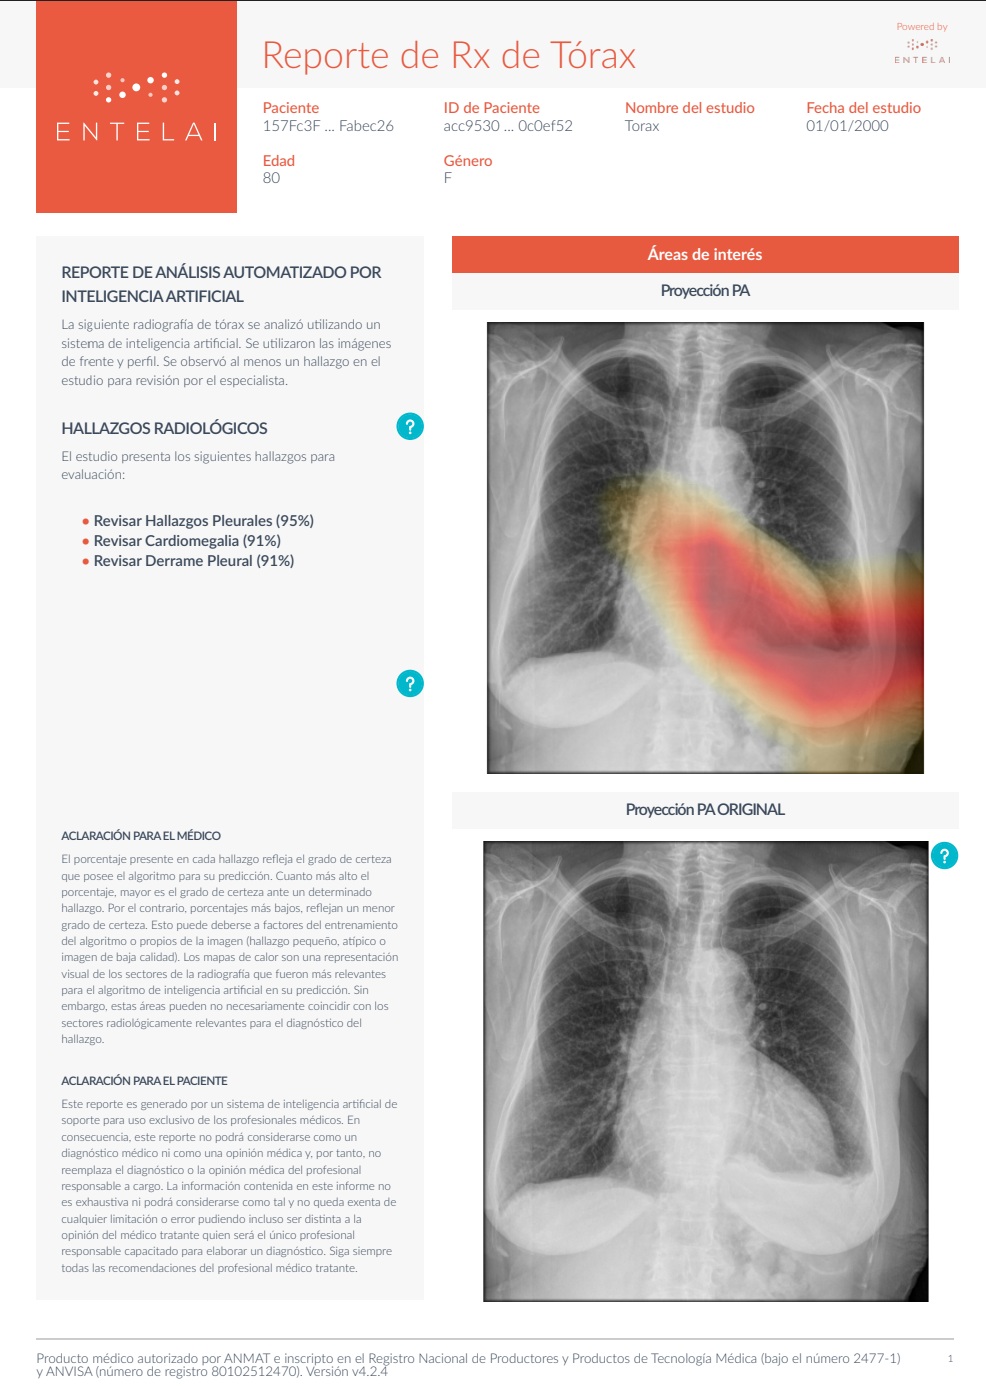 Reporte de Rx de Tórax
Powered by
ENTELAI
ENTELAI
Paciente
157Fc3F ... Fabec26
ID de Paciente
acc9530 ... 0c0ef52
Nombre del estudio
Torax
Fecha del estudio
01/01/2000
Edad
80
Género
F
REPORTE DE ANÁLISIS AUTOMATIZADO POR
INTELIGENCIA ARTIFICIAL
La siguiente radiografía de tórax se analizó utilizando un
sistema de inteligencia artificial. Se utilizaron las imágenes
de frente y perfil. Se observó al menos un hallazgo en el
estudio para revisión por el especialista.
HALLAZGOS RADIOLÓGICOS
?
El estudio presenta los siguientes hallazgos para
evaluación:
• Revisar Hallazgos Pleurales (95%)
• Revisar Cardiomegalia (91%)
• Revisar Derrame Pleural (91%)
?
ACLARACIÓN PARA EL MÉDICO
El porcentaje presente en cada hallazgo refleja el grado de certeza
que posee el algoritmo para su predicción. Cuanto más alto el
porcentaje, mayor es el grado de certeza ante un determinado
hallazgo. Por el contrario, porcentajes más bajos, reflejan un menor
grado de certeza. Esto puede deberse a factores del entrenamiento
del algoritmo o propios de la imagen (hallazgo pequeño, atípico o
imagen de baja calidad). Los mapas de calor son una representación
visual de los sectores de la radiografía que fueron más relevantes
para el algoritmo de inteligencia artificial en su predicción. Sin
embargo, estas áreas pueden no necesariamente coincidir con los
sectores radiológicamente relevantes para el diagnóstico del
hallazgo.
ACLARACIÓN PARA EL PACIENTE
Este reporte es generado por un sistema de inteligencia artificial de
soporte para uso exclusivo de los profesionales médicos. En
consecuencia, este reporte no podrá considerarse como un
diagnóstico médico ni como una opinión médica y, por tanto, no
reemplaza el diagnóstico o la opinión médica del profesional
responsable a cargo. La información contenida en este informe no
es exhaustiva ni podrá considerarse como tal y no queda exenta de
cualquier limitación o error pudiendo incluso ser distinta a la
opinión del médico tratante quien será el único profesional
responsable capacitado para elaborar un diagnóstico. Siga siempre
todas las recomendaciones del profesional médico tratante.
Áreas de interés
Proyección PA
Proyección PA ORIGINAL
?
Producto médico autorizado por ANMAT e inscripto en el Registro Nacional de Productores y Productos de Tecnología Médica (bajo el número 2477-1)
y ANVISA (número de registro 80102512470). Versión v4.2.4
1